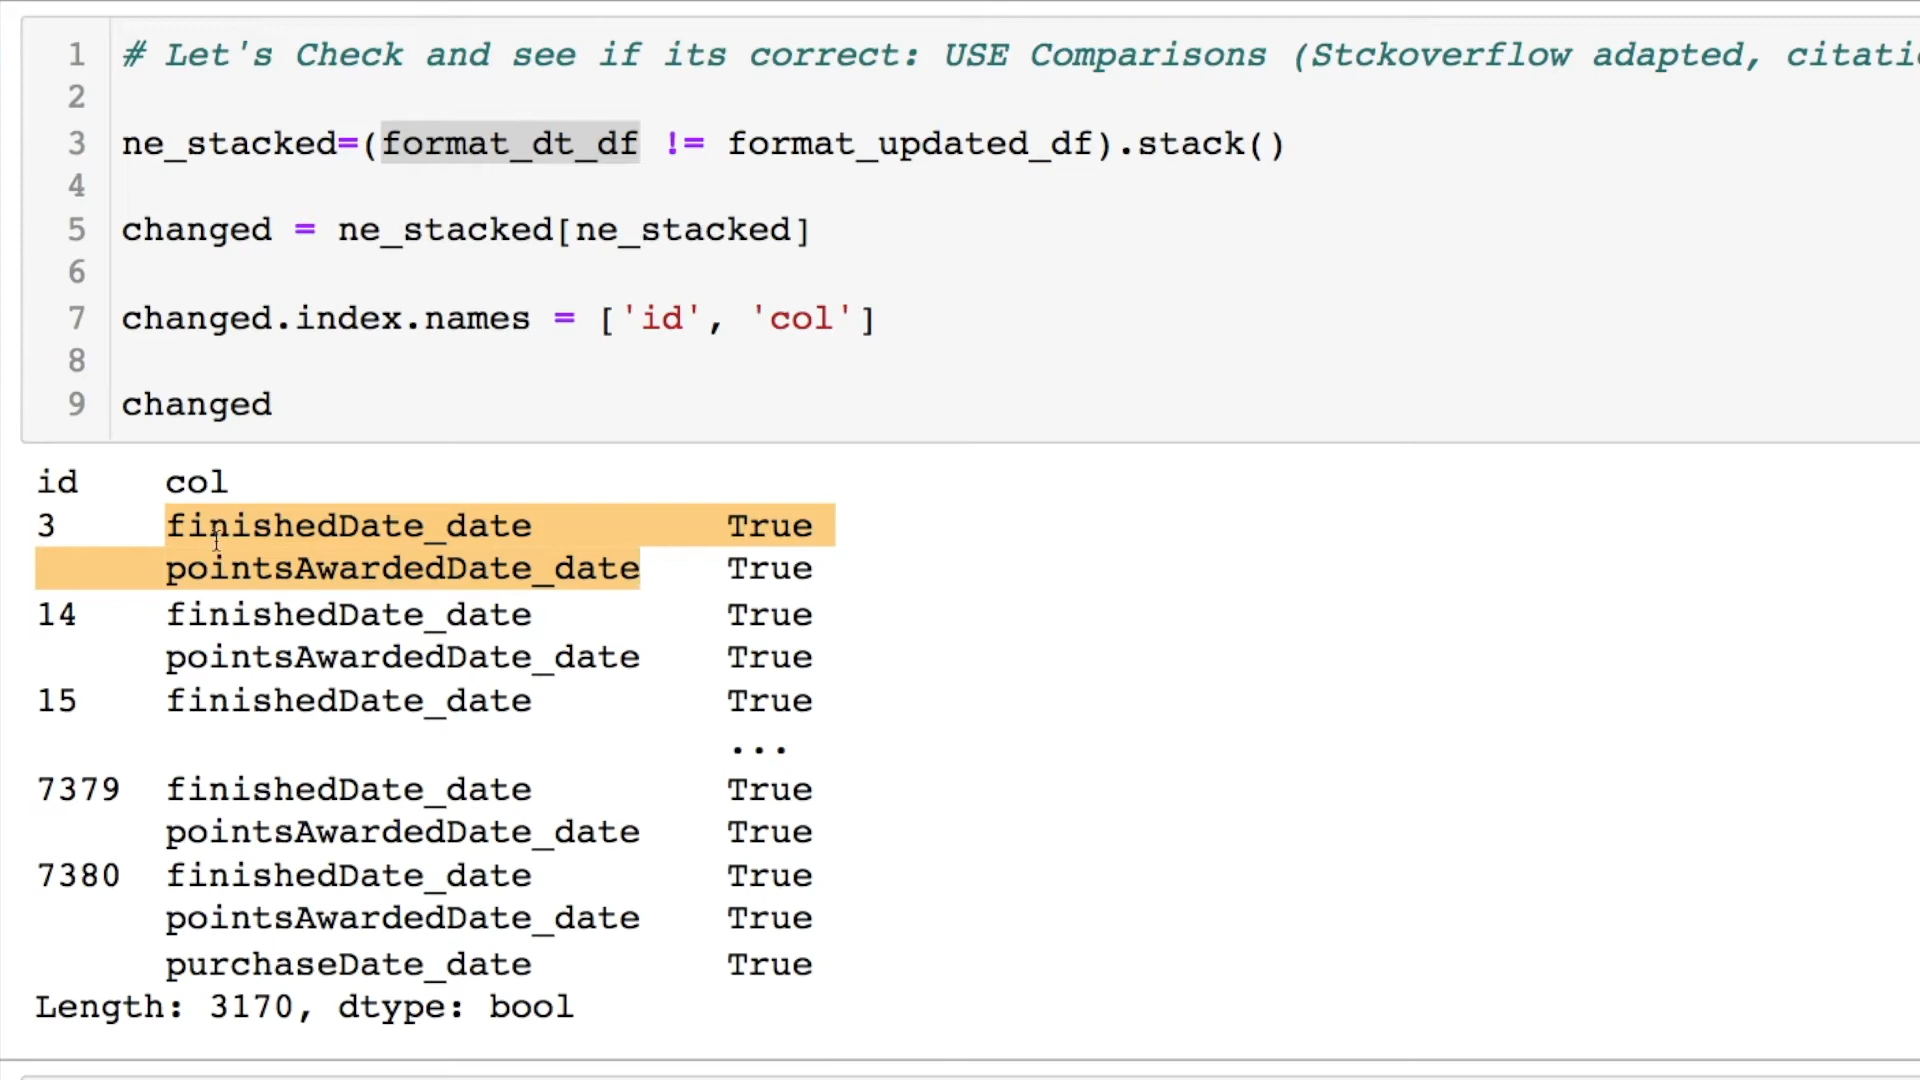 1 # Let's Check and see if its correct: USE Comparisons (Stckoverflow adapted,
2
3 ne_stacked=(format_dt_df != format_updated_df).stack()
4
5 changed = ne_stacked[ne_stacked]
6
7 changed.index.names = ['id', 'col']
8
9 changed
id col
3 finishedDate_date True
pointsAwardedDate_date True
14 finishedDate_date True
pointsAwardedDate_date True
15 finishedDate_date True
...
7379 finishedDate_date True
pointsAwardedDate_date True
7380 finishedDate_date True
pointsAwardedDate_date True
purchaseDate_date True
Length: 3170, dtype: bool